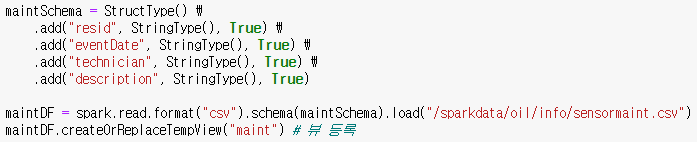 maintSchema = StructType() ₩
    .add("resid", StringType(), True) ₩
    .add("eventDate", StringType(), True) ₩
    .add("technician", StringType(), True) ₩
    .add("description", StringType(), True)

maintDF = spark.read.format("csv").schema(maintSchema).load("/sparkdata/oil/info/sensormaint.csv")
maintDF.createOrReplaceTempView("maint") # 뷰 등록